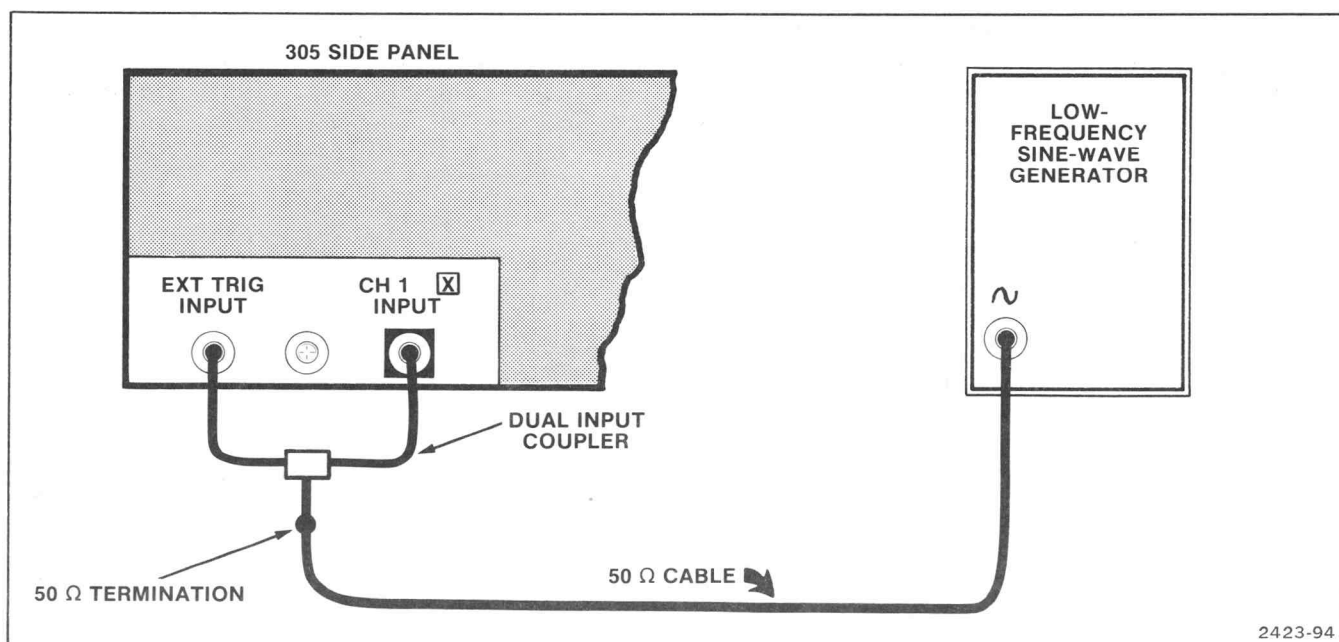 305 SIDE PANEL
LOW-
FREQUENCY
SINE-WAVE
GENERATOR
EXT TRIG
INPUT
CH 1 X
INPUT
∿
DUAL INPUT
COUPLER
50 Ω TERMINATION
50 Ω CABLE
2423-94